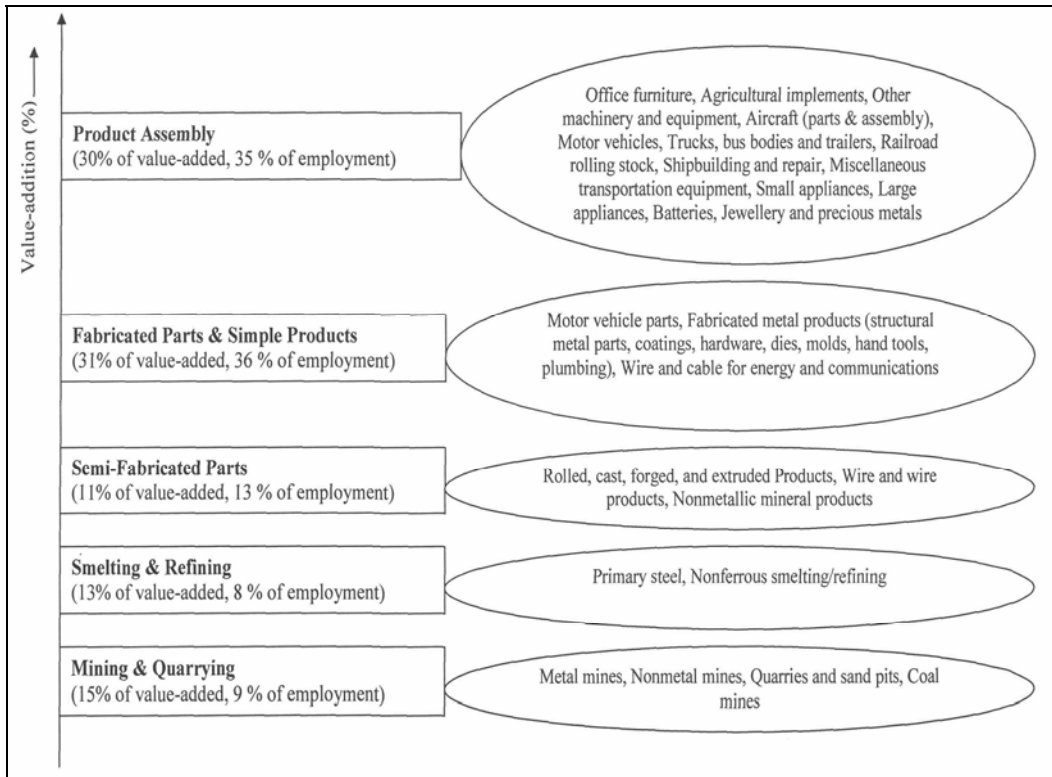 Value-addition (%)
Product Assembly
(30% of value-added, 35 % of employment)
Office furniture, Agricultural implements, Other
machinery and equipment, Aircraft (parts & assembly),
Motor vehicles, Trucks, bus bodies and trailers, Railroad
rolling stock, Shipbuilding and repair, Miscellaneous
transportation equipment, Small appliances, Large
appliances, Batteries, Jewellery and precious metals
Fabricated Parts & Simple Products
(31% of value-added, 36 % of employment)
Motor vehicle parts, Fabricated metal products (structural
metal parts, coatings, hardware, dies, molds, hand tools,
plumbing), Wire and cable for energy and communications
Semi-Fabricated Parts
(11% of value-added, 13 % of employment)
Rolled, cast, forged, and extruded Products, Wire and wire
products, Nonmetallic mineral products
Smelting & Refining
(13% of value-added, 8 % of employment)
Primary steel, Nonferrous smelting/refining
Mining & Quarrying
(15% of value-added, 9 % of employment)
Metal mines, Nonmetal mines, Quarries and sand pits, Coal
mines